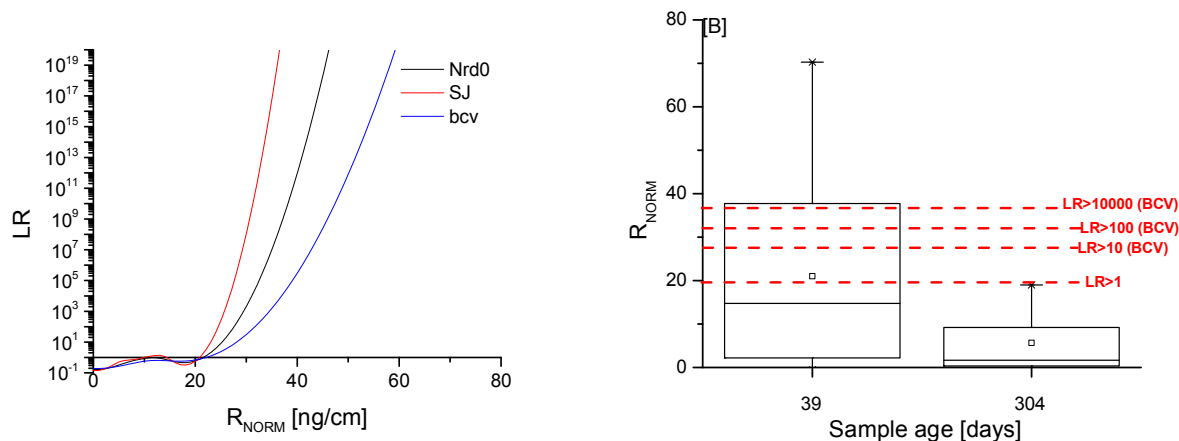 10^19
10^17
10^15
10^13
10^11
10^9
10^7
10^5
10^3
10^1
10^-1
LR
0
20
40
60
80
R_NORM [ng/cm]
Nrd0
SJ
bcv
[B]
80
60
40
20
0
R_NORM
LR>10000 (BCV)
LR>100 (BCV)
LR>10 (BCV)
LR>1
39
304
Sample age [days]